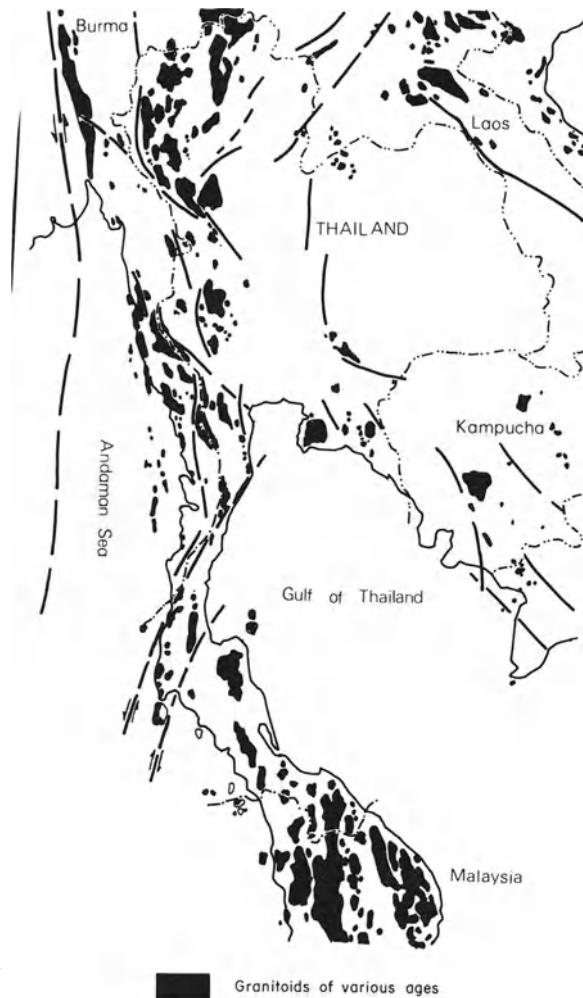 Burma
Laos
THAILAND
Kampucha
Andaman Sea
Gulf of Thailand
Malaysia
Granitoids of various ages